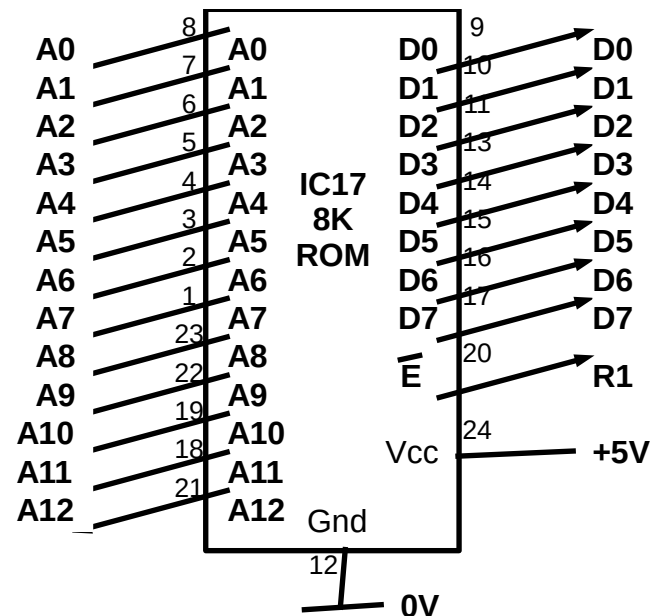 8 9
A0 A0 D0 D0
7 10
A1 A1 D1 D1
6 11
A2 A2 D2 D2
5 13
A3 A3 D3 D3
4 IC17 14
A4 A4 8K D4 D4
3 15
A5 A5 ROM D5 D5
2 16
A6 A6 D6 D6
1 17
A7 A7 D7 D7
23 20
A8 A8 E̅ R1
22
A9 A9
19 24
A10 A10 Vcc +5V
18
A11 A11
21
A12 A12 Gnd
12
0V